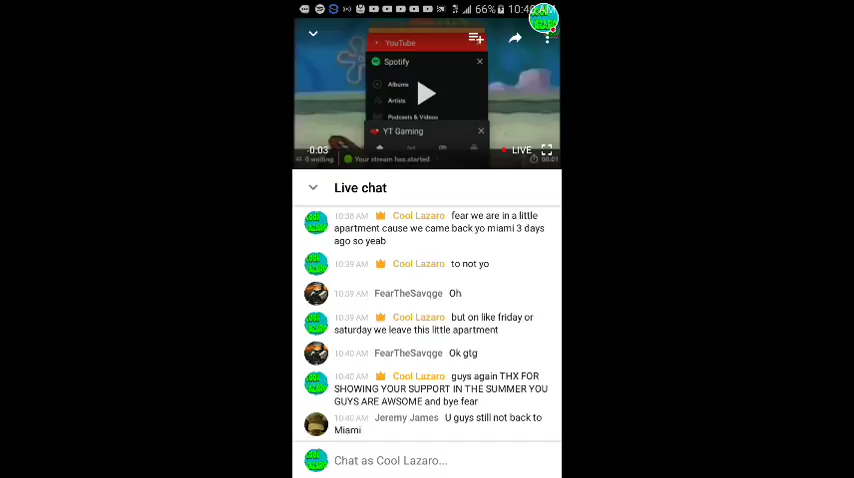 66% 10:40 AM
YouTube
Spotify
Albums
Artists
Podcasts & Videos
YT Gaming
-0:03
LIVE
6 waiting
Your stream has started
00:01
Live chat
10:38 AM Cool Lazaro fear we are in a little
apartment cause we came back yo miami 3 days
ago so yeab
10:39 AM Cool Lazaro to not yo
10:39 AM FearTheSavqge Oh
10:39 AM Cool Lazaro but on like friday or
saturday we leave this little apartment
10:40 AM FearTheSavqge Ok gtg
10:40 AM Cool Lazaro guys again THX FOR
SHOWING YOUR SUPPORT IN THE SUMMER YOU
GUYS ARE AWSOME and bye fear
10:40 AM Jeremy James U guys still not back to
Miami
Chat as Cool Lazaro...